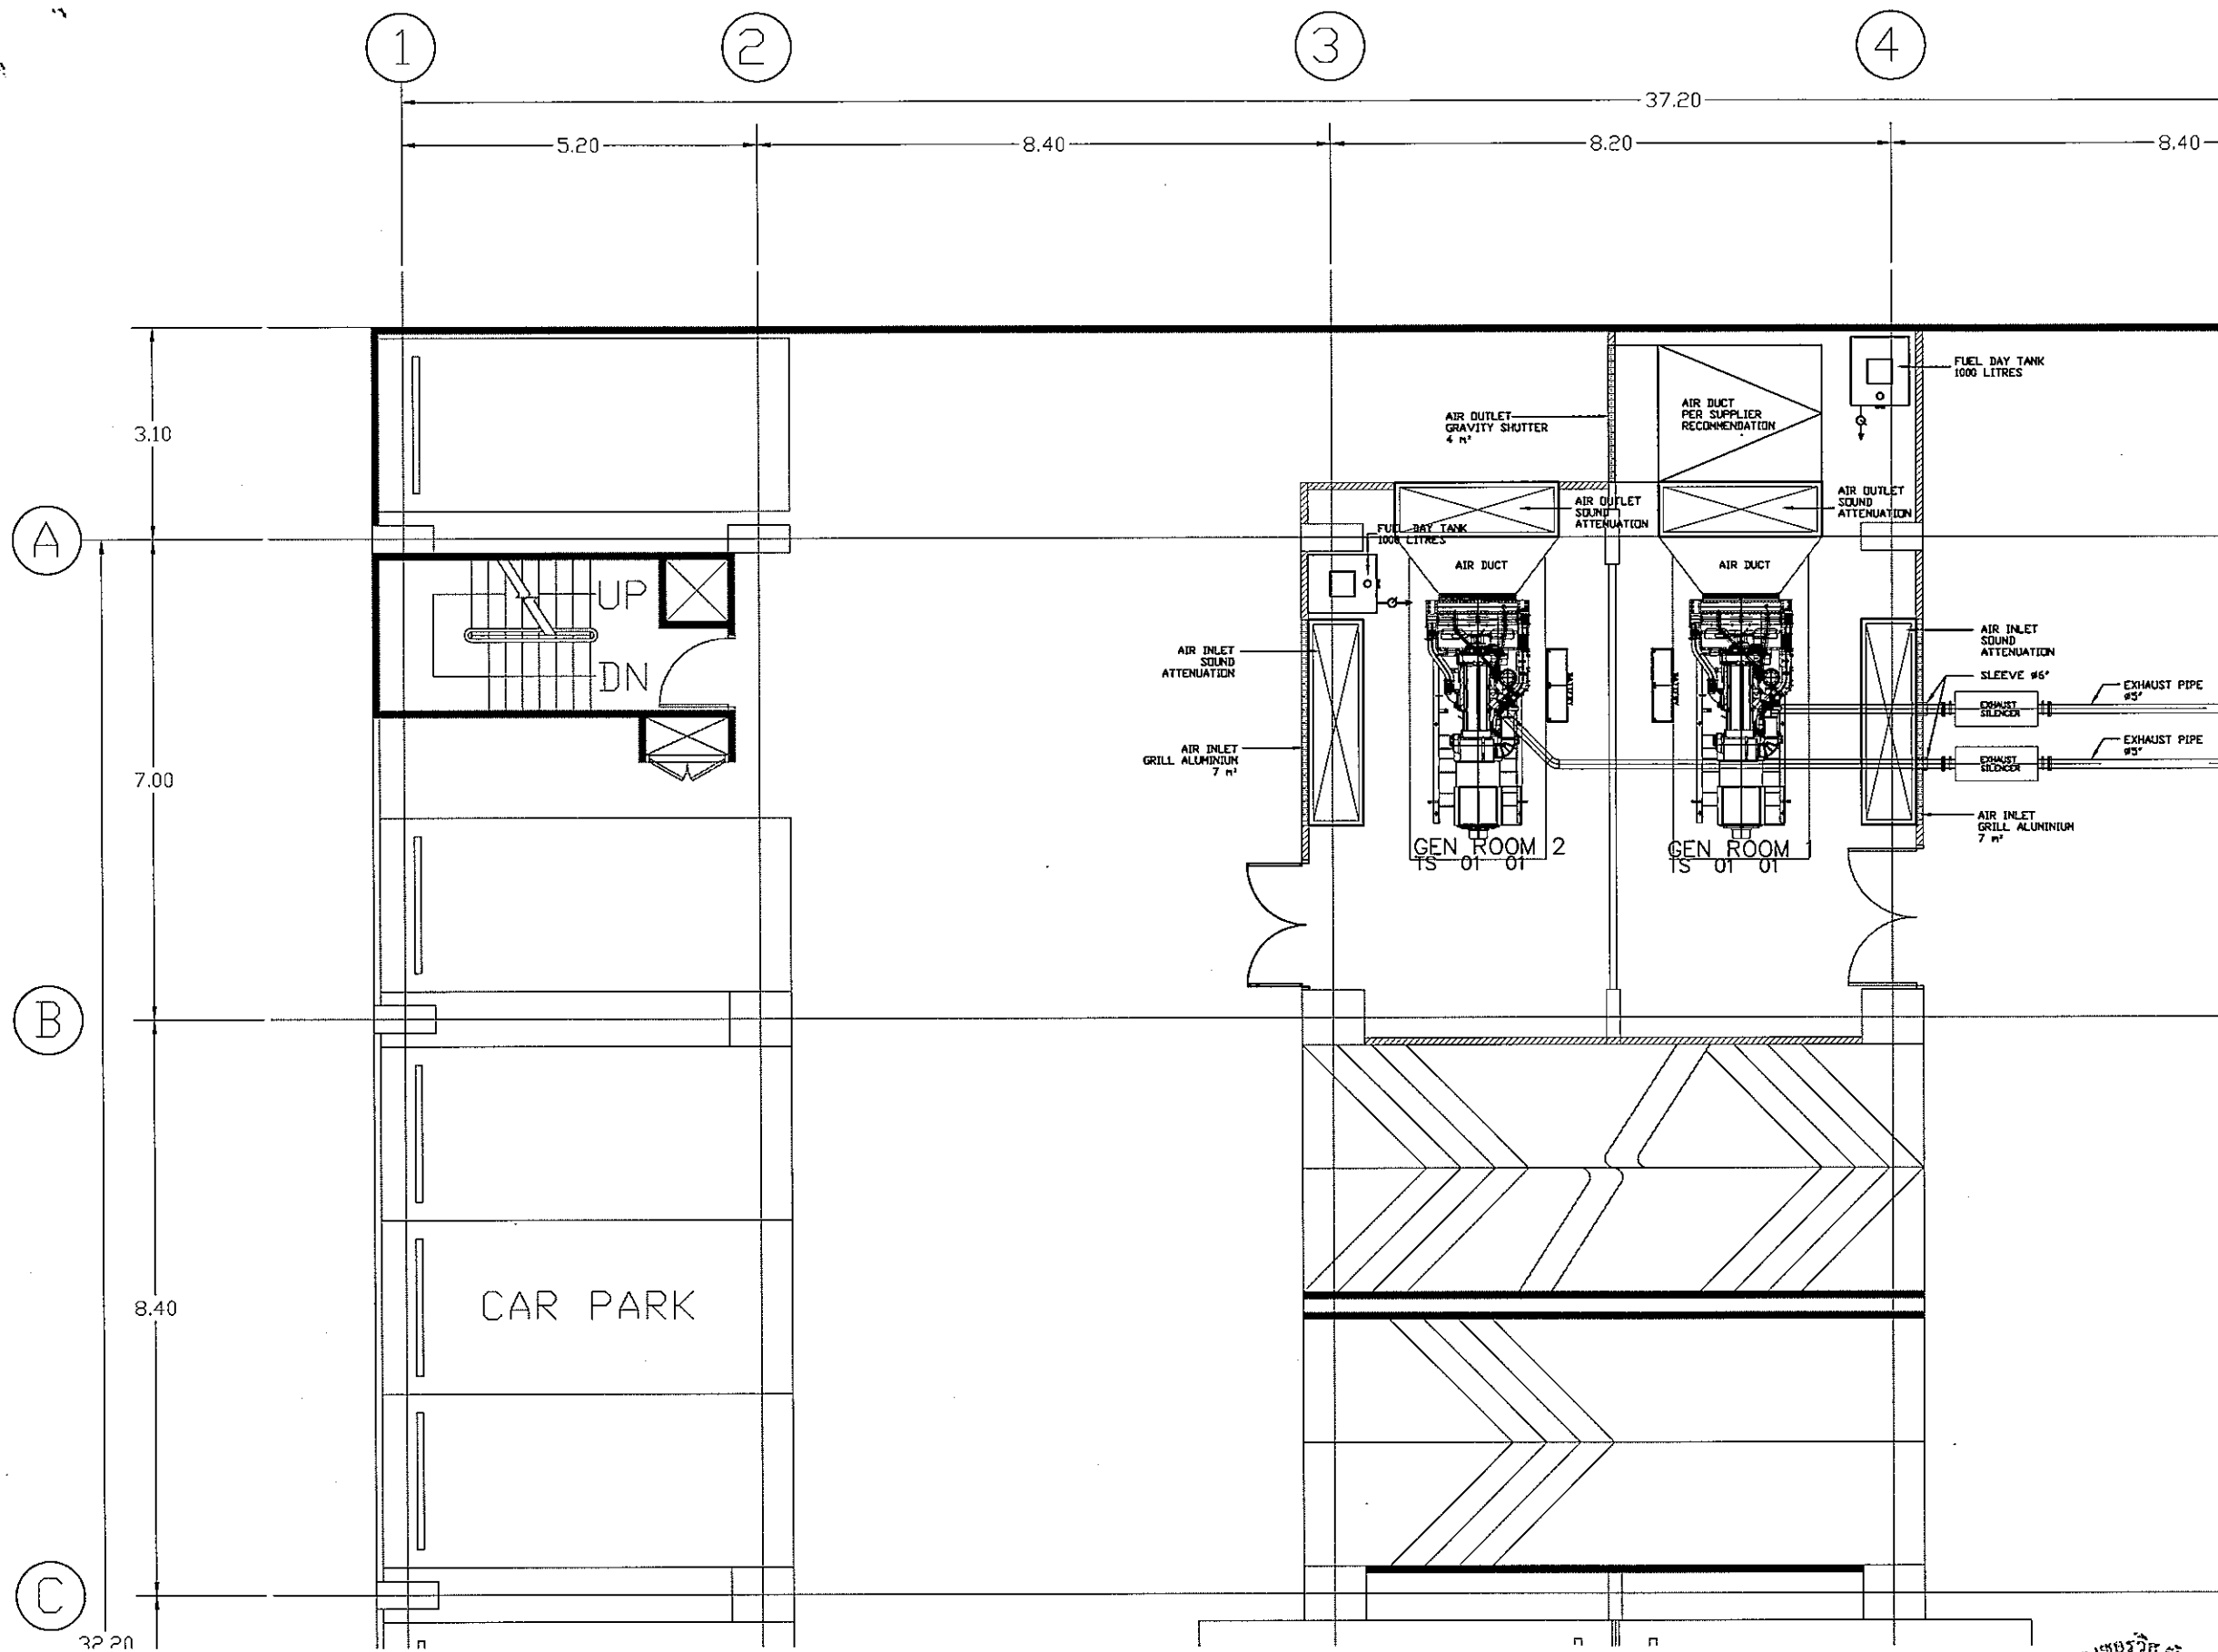 1
2
3
4
37.20
5.20
8.40
8.20
8.40
3.10
A
7.00
B
8.40
C
32.20
UP
DN
CAR PARK
AIR OUTLET
GRAVITY SHUTTER
4 m²
AIR DUCT
PER SUPPLIER
RECOMMENDATION
FUEL DAY TANK
1000 LITRES
AIR OUTLET
SOUND
ATTENUATION
AIR OUTLET
SOUND
ATTENUATION
FUEL DAY TANK
1000 LITRES
AIR DUCT
AIR DUCT
AIR INLET
SOUND
ATTENUATION
BATTERY
BATTERY
AIR INLET
SOUND
ATTENUATION
SLEEVE ø6"
EXHAUST PIPE
ø5"
EXHAUST
SILENCER
EXHAUST PIPE
ø5"
EXHAUST
SILENCER
AIR INLET
GRILL ALUMINIUM
7 m²
AIR INLET
GRILL ALUMINIUM
7 m²
GEN ROOM 2
TS 01 01
GEN ROOM 1
TS 01 01